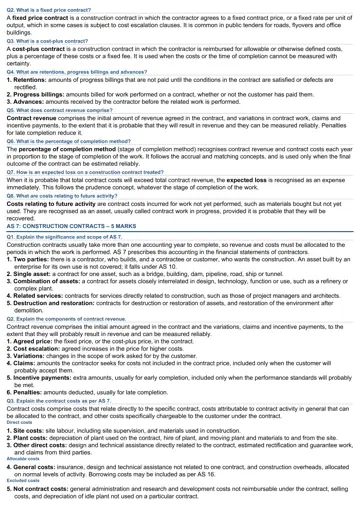 Q2. What is a fixed price contract?
A fixed price contract is a construction contract in which the contractor agrees to a fixed contract price, or a fixed rate per unit of
output, which in some cases is subject to cost escalation clauses. It is common in public tenders for roads, flyovers and office
buildings.
Q3. What is a cost-plus contract?
A cost-plus contract is a construction contract in which the contractor is reimbursed for allowable or otherwise defined costs,
plus a percentage of these costs or a fixed fee. It is used when the costs or the time of completion cannot be measured with
certainty.
Q4. What are retentions, progress billings and advances?
1. Retentions: amounts of progress billings that are not paid until the conditions in the contract are satisfied or defects are
rectified.
2. Progress billings: amounts billed for work performed on a contract, whether or not the customer has paid them.
3. Advances: amounts received by the contractor before the related work is performed.
Q5. What does contract revenue comprise?
Contract revenue comprises the initial amount of revenue agreed in the contract, and variations in contract work, claims and
incentive payments, to the extent that it is probable that they will result in revenue and they can be measured reliably. Penalties
for late completion reduce it.
Q6. What is the percentage of completion method?
The percentage of completion method (stage of completion method) recognises contract revenue and contract costs each year
in proportion to the stage of completion of the work. It follows the accrual and matching concepts, and is used only when the final
outcome of the contract can be estimated reliably.
Q7. How is an expected loss on a construction contract treated?
When it is probable that total contract costs will exceed total contract revenue, the expected loss is recognised as an expense
immediately. This follows the prudence concept, whatever the stage of completion of the work.
Q8. What are costs relating to future activity?
Costs relating to future activity are contract costs incurred for work not yet performed, such as materials bought but not yet
used. They are recognised as an asset, usually called contract work in progress, provided it is probable that they will be
recovered.
AS 7: CONSTRUCTION CONTRACTS – 5 MARKS
Q1. Explain the significance and scope of AS 7.
Construction contracts usually take more than one accounting year to complete, so revenue and costs must be allocated to the
periods in which the work is performed. AS 7 prescribes this accounting in the financial statements of contractors.
1. Two parties: there is a contractor, who builds, and a contractee or customer, who wants the construction. An asset built by an
enterprise for its own use is not covered; it falls under AS 10.
2. Single asset: a contract for one asset, such as a bridge, building, dam, pipeline, road, ship or tunnel.
3. Combination of assets: a contract for assets closely interrelated in design, technology, function or use, such as a refinery or
complex plant.
4. Related services: contracts for services directly related to construction, such as those of project managers and architects.
5. Destruction and restoration: contracts for destruction or restoration of assets, and restoration of the environment after
demolition.
Q2. Explain the components of contract revenue.
Contract revenue comprises the initial amount agreed in the contract and the variations, claims and incentive payments, to the
extent that they will probably result in revenue and can be measured reliably.
1. Agreed price: the fixed price, or the cost-plus price, in the contract.
2. Cost escalation: agreed increases in the price for higher costs.
3. Variations: changes in the scope of work asked for by the customer.
4. Claims: amounts the contractor seeks for costs not included in the contract price, included only when the customer will
probably accept them.
5. Incentive payments: extra amounts, usually for early completion, included only when the performance standards will probably
be met.
6. Penalties: amounts deducted, usually for late completion.
Q3. Explain the contract costs as per AS 7.
Contract costs comprise costs that relate directly to the specific contract, costs attributable to contract activity in general that can
be allocated to the contract, and other costs specifically chargeable to the customer under the contract.
Direct costs
1. Site costs: site labour, including site supervision, and materials used in construction.
2. Plant costs: depreciation of plant used on the contract, hire of plant, and moving plant and materials to and from the site.
3. Other direct costs: design and technical assistance directly related to the contract, estimated rectification and guarantee work,
and claims from third parties.
Allocable costs
4. General costs: insurance, design and technical assistance not related to one contract, and construction overheads, allocated
on normal levels of activity. Borrowing costs may be included as per AS 16.
Excluded costs
5. Not contract costs: general administration and research and development costs not reimbursable under the contract, selling
costs, and depreciation of idle plant not used on a particular contract.